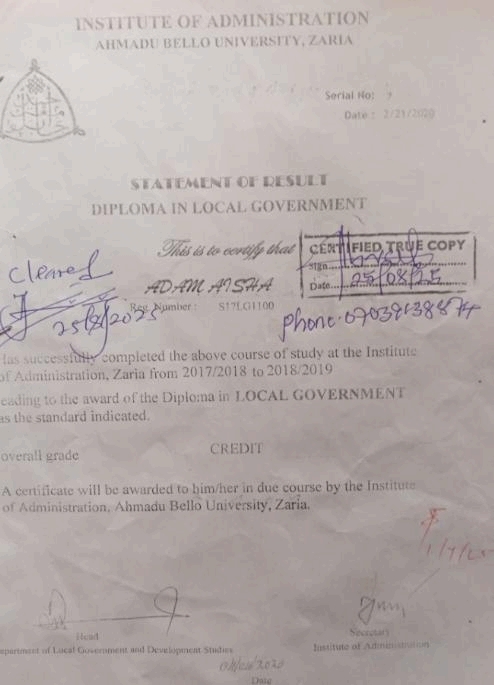 INSTITUTE OF ADMINISTRATION
AHMADU BELLO UNIVERSITY, ZARIA
Serial No:
Date : 2/21/2020
STATEMENT OF RESULT
DIPLOMA IN LOCAL GOVERNMENT
This is to certify that
CERTIFIED TRUE COPY
Sign
Date 25/08/25
Cleared
25/8/2025
ADAM AISHA
Reg. Number : S17LG1100
phone.
has successfully completed the above course of study at the Institute
of Administration, Zaria from 2017/2018 to 2018/2019
leading to the award of the Diploma in LOCAL GOVERNMENT
as the standard indicated.
overall grade CREDIT
A certificate will be awarded to him/her in due course by the Institute
of Administration, Ahmadu Bello University, Zaria.
Head
epartment of Local Government and Development Studies
Secretary
Institute of Administration
Date